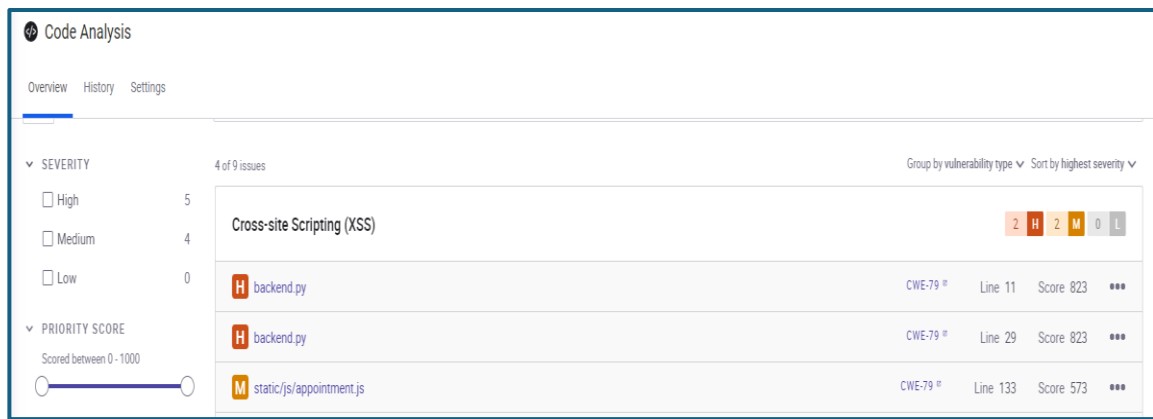 Code Analysis
Overview History Settings
SEVERITY
High 5
Medium 4
Low 0
PRIORITY SCORE
Scored between 0 - 1000
4 of 9 issues Group by vulnerability type Sort by highest severity
Cross-site Scripting (XSS) 2 H 2 M 0 L
H backend.py CWE-79 Line 11 Score 823
H backend.py CWE-79 Line 29 Score 823
M static/js/appointment.js CWE-79 Line 133 Score 573